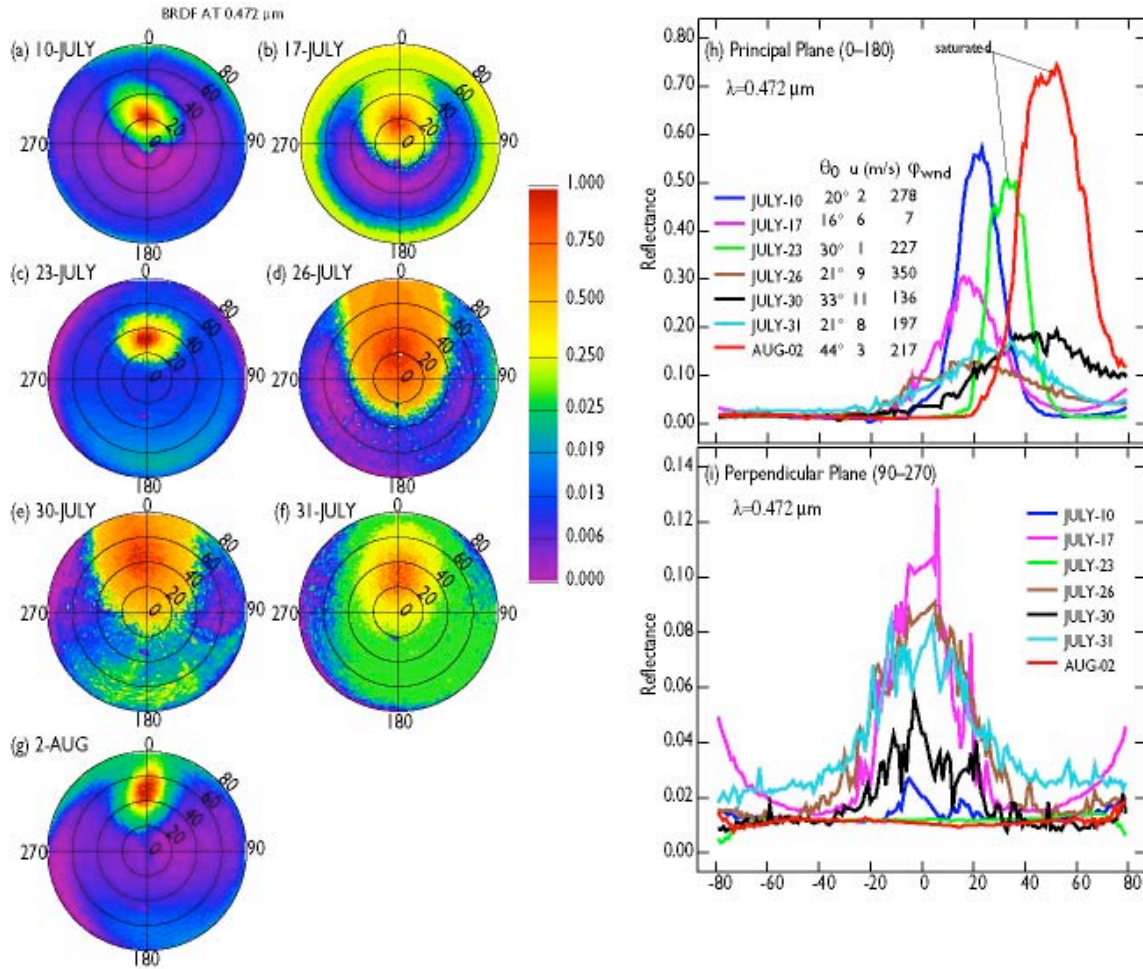 BRDF AT 0.472 µm
(a) 10-JULY
0
80
60
40
20
0
270
90
180
(b) 17-JULY
0
80
60
40
20
0
270
90
180
(c) 23-JULY
0
80
60
40
20
0
270
90
180
(d) 26-JULY
0
80
60
40
20
0
270
90
180
(e) 30-JULY
0
80
60
40
20
0
270
90
180
(f) 31-JULY
0
80
60
40
20
0
270
90
180
(g) 2-AUG
0
80
60
40
20
0
270
90
180
1.000
0.750
0.500
0.250
0.025
0.019
0.013
0.006
0.000
(h) Principal Plane (0–180)
saturated
λ=0.472 µm
θ0 u (m/s) φwnd
JULY-10 20° 2 278
JULY-17 16° 6 7
JULY-23 30° 1 227
JULY-26 21° 9 350
JULY-30 33° 11 136
JULY-31 21° 8 197
AUG-02 44° 3 217
Reflectance
0.80
0.70
0.60
0.50
0.40
0.30
0.20
0.10
0.00
-80 -60 -40 -20 0 20 40 60 80
(i) Perpendicular Plane (90–270)
λ=0.472 µm
JULY-10
JULY-17
JULY-23
JULY-26
JULY-30
JULY-31
AUG-02
Reflectance
0.14
0.12
0.10
0.08
0.06
0.04
0.02
0.00
-80 -60 -40 -20 0 20 40 60 80